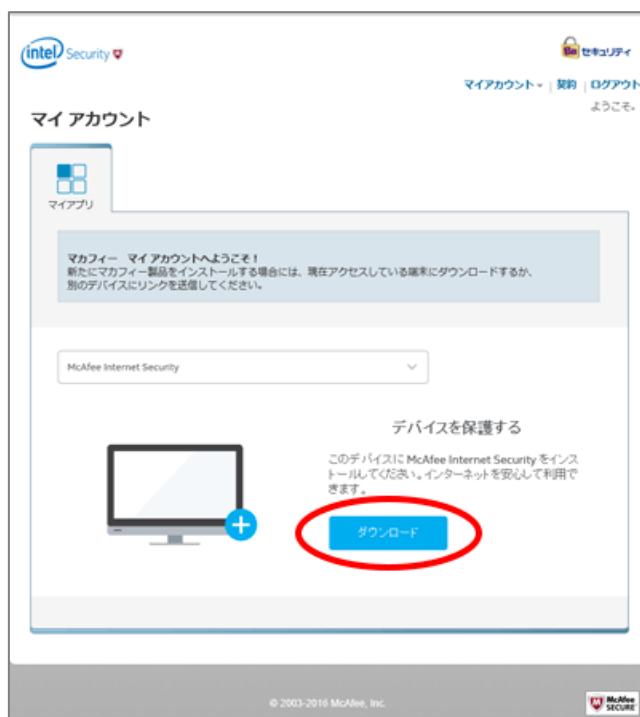 intel Security
Be セキュリティ
マイアカウント | 契約 | ログアウト
ようこそ。
マイ アカウント
マイアプリ
マカフィー マイ アカウントへようこそ！
新たにマカフィー製品をインストールする場合には、現在アクセスしている端末にダウンロードするか、
別のデバイスにリンクを送信してください。
McAfee Internet Security
デバイスを保護する
このデバイスに McAfee Internet Security をインス
トールしてください。インターネットを安心して利用で
きます。
ダウンロード
© 2003-2016 McAfee, Inc.
McAfee
SECURE